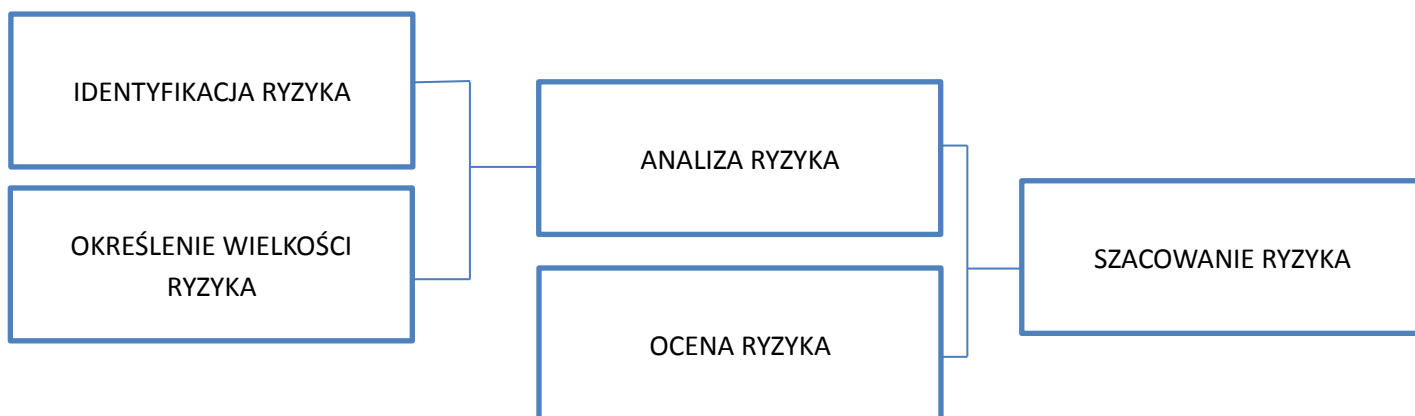 IDENTYFIKACJA RYZYKA
OKREŚLENIE WIELKOŚCI
RYZYKA
ANALIZA RYZYKA
OCENA RYZYKA
SZACOWANIE RYZYKA